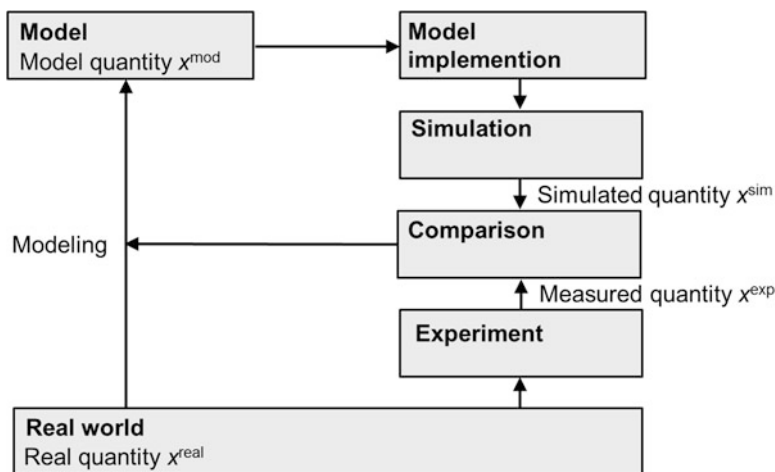 Model
Model quantity x^mod
Model
implemention
Simulation
Simulated quantity x^sim
Comparison
Modeling
Measured quantity x^exp
Experiment
Real world
Real quantity x^real